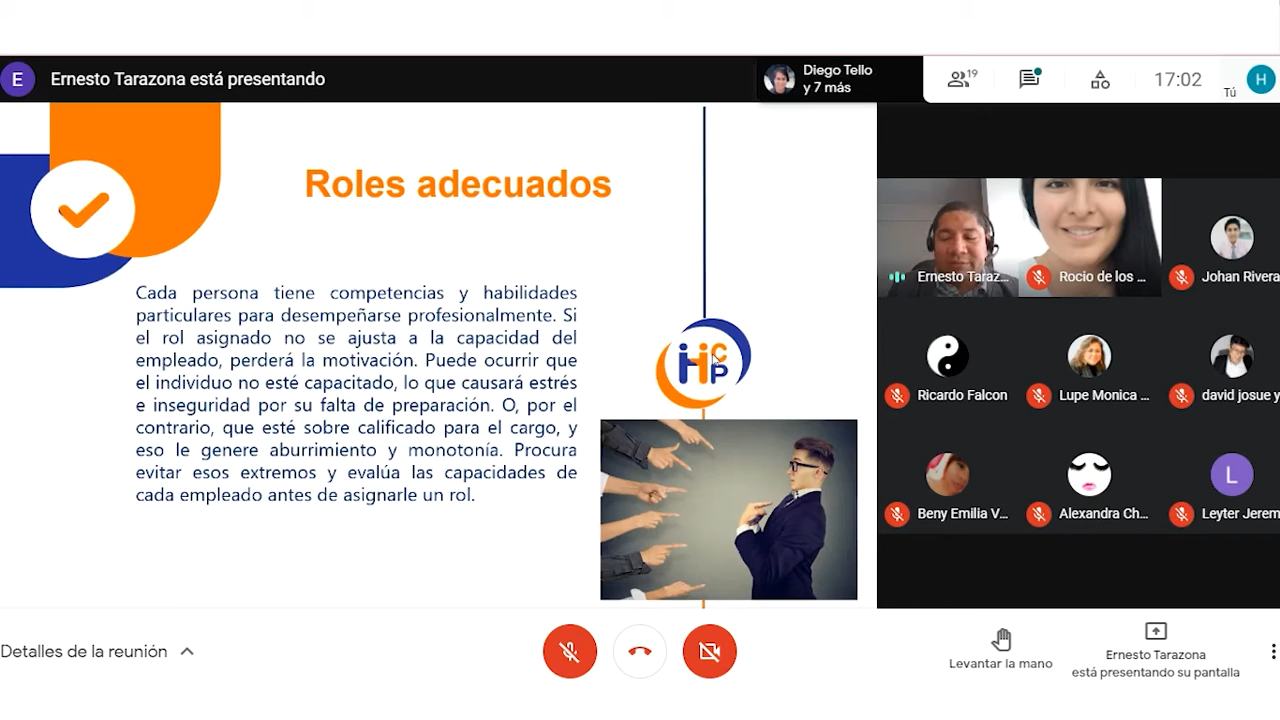 E
Ernesto Tarazona está presentando
Diego Tello
y 7 más
19
17:02
Tú
H
Roles adecuados
Cada persona tiene competencias y habilidades
particulares para desempeñarse profesionalmente. Si
el rol asignado no se ajusta a la capacidad del
empleado, perderá la motivación. Puede ocurrir que
el individuo no esté capacitado, lo que causará estrés
e inseguridad por su falta de preparación. O, por el
contrario, que esté sobre calificado para el cargo, y
eso le genere aburrimiento y monotonía. Procura
evitar esos extremos y evalúa las capacidades de
cada empleado antes de asignarle un rol.
HCP
Ernesto Taraz...
Rocio de los ...
Johan Rivera
Ricardo Falcon
Lupe Monica ...
david josue y
Beny Emilia V...
Alexandra Ch...
L
Leyter Jerem
Detalles de la reunión
Levantar la mano
Ernesto Tarazona
está presentando su pantalla